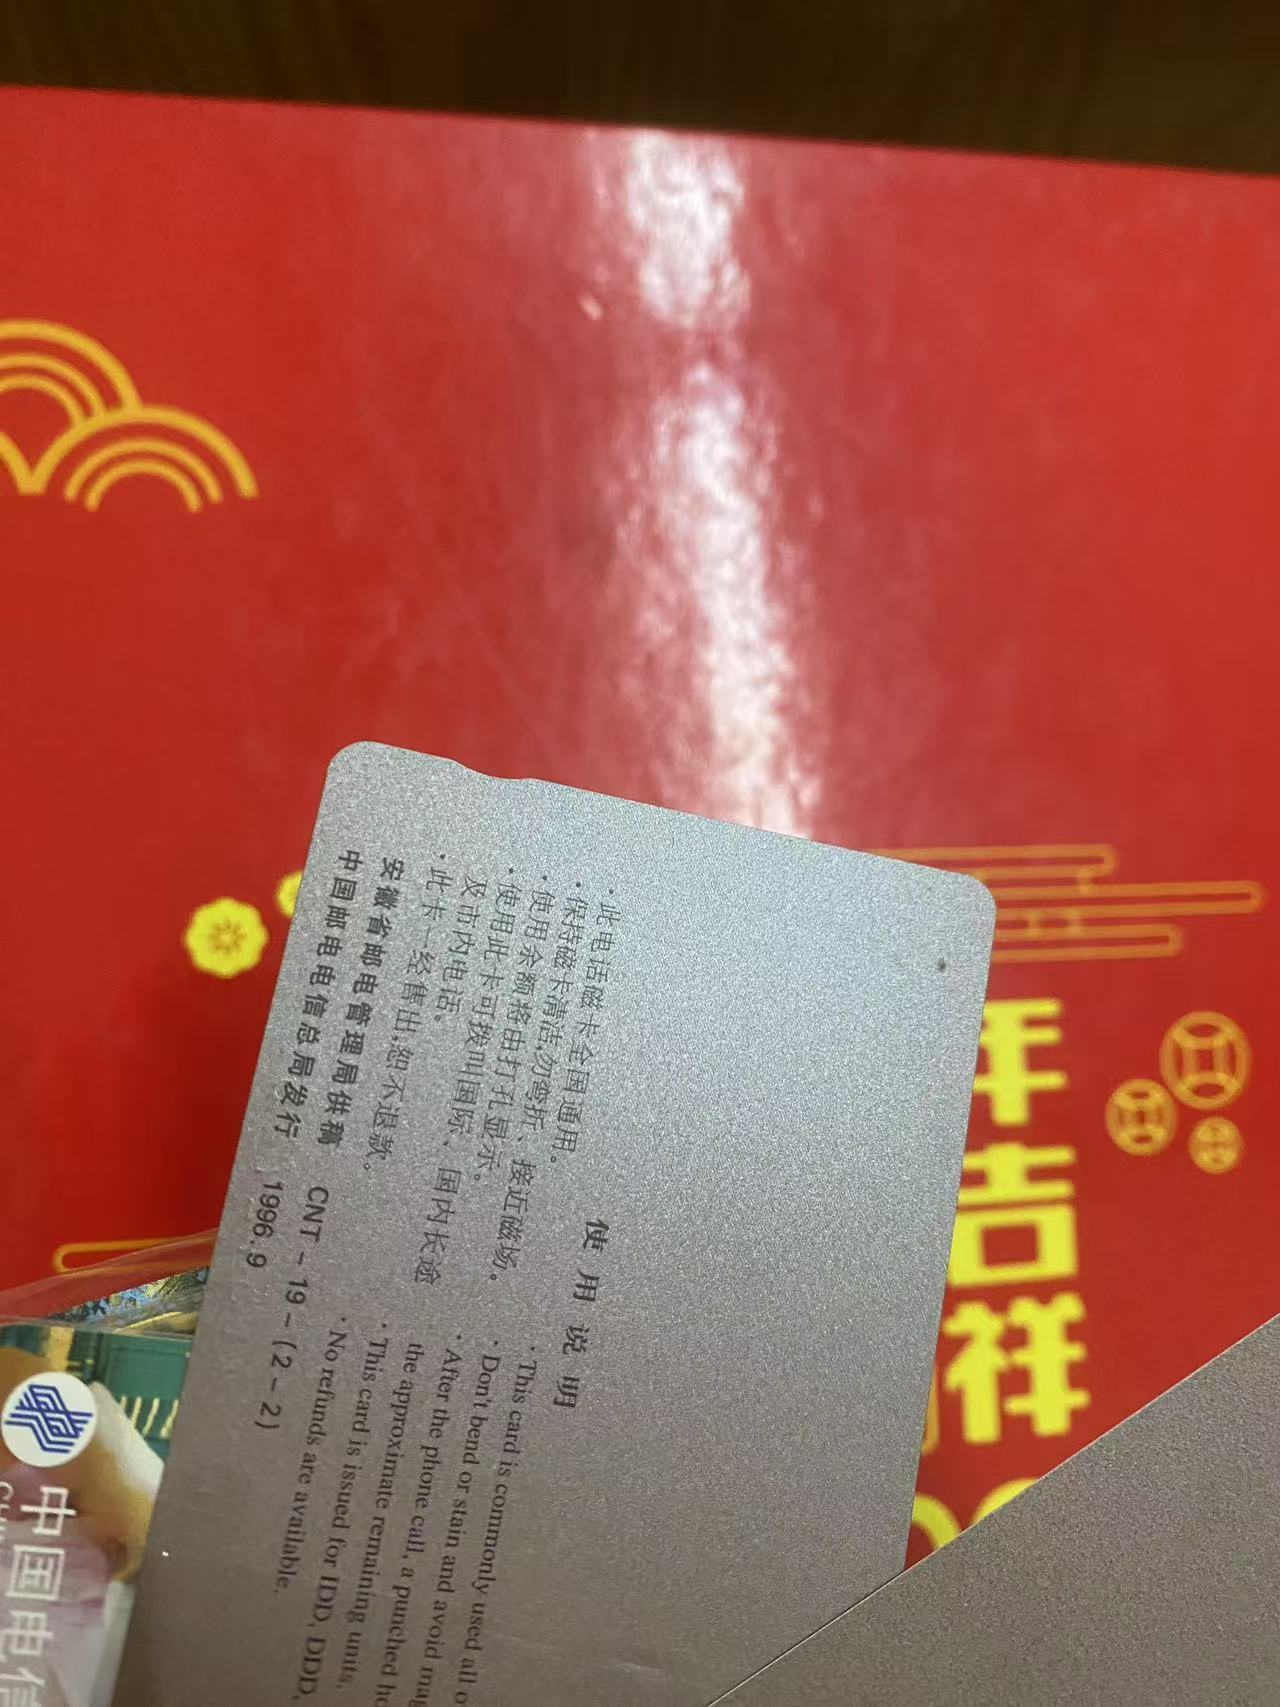 使用说明
·此电话磁卡全国通用。
·保持磁卡清洁勿弯折、接近磁场。
·使用余额将由打孔显示。
·使用此卡可拨叫国际、国内长途
及市内电话。
·此卡一经售出,恕不退款。
·This card is commonly used all
·Don't bend or stain and avoid
·After the phone call, a punched
the approximate remaining units.
·This card is issued for IDD, DDD,
·No refunds are available.
安徽省邮电管理局供稿 CNT-19-(2-2)
中国邮电电信总局发行 1996.9
年吉祥
中国电信